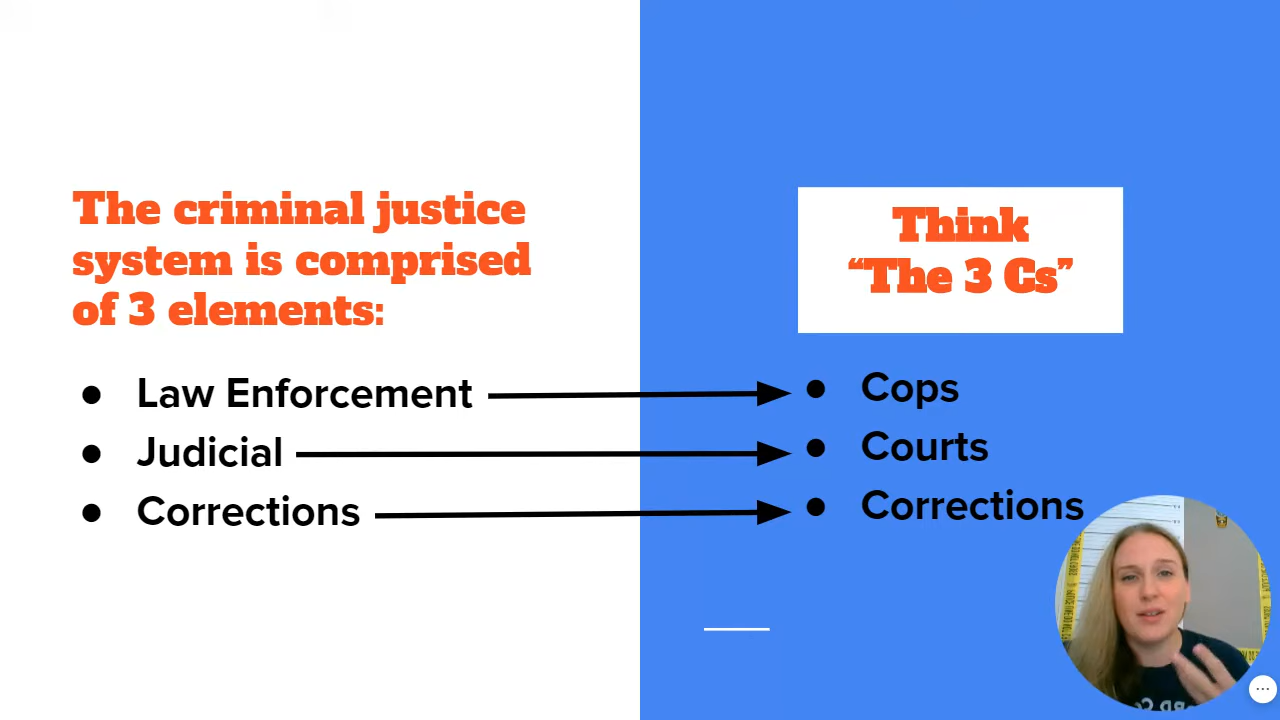 The criminal justice
system is comprised
of 3 elements:
● Law Enforcement
● Judicial
● Corrections
Think
“The 3 Cs”
● Cops
● Courts
● Corrections